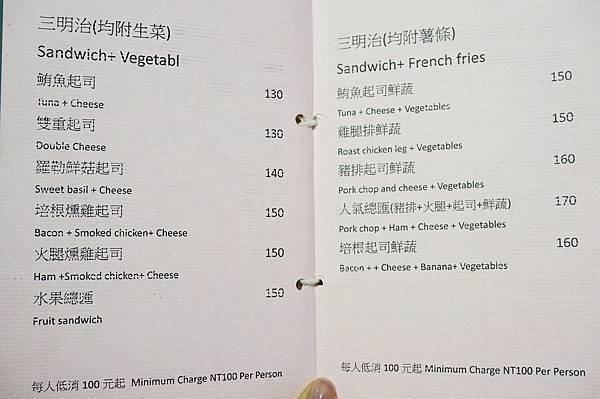 三明治(均附生菜)
Sandwich+ Vegetabl
鮪魚起司 130
Tuna + Cheese
雙重起司 130
Double Cheese
羅勒鮮菇起司 140
Sweet basil + Cheese
培根燻雞起司 150
Bacon + Smoked chicken+ Cheese
火腿燻雞起司 150
Ham +Smoked chicken+ Cheese
水果總匯 150
Fruit sandwich
每人低消 100 元起 Minimum Charge NT100 Per Person
三明治(均附薯條)
Sandwich+ French fries
鮪魚起司鮮蔬 150
Tuna + Cheese + Vegetables
雞腿排鮮蔬 150
Roast chicken leg + Vegetables
豬排起司鮮蔬 160
Pork chop and cheese + Vegetables
人氣總匯(豬排+火腿+起司+鮮蔬) 170
Pork chop + Ham + Cheese + Vegetables
培根起司鮮蔬 160
Bacon + + Cheese + Banana+ Vegetables
每人低消 100 元起 Minimum Charge NT100 Per Person